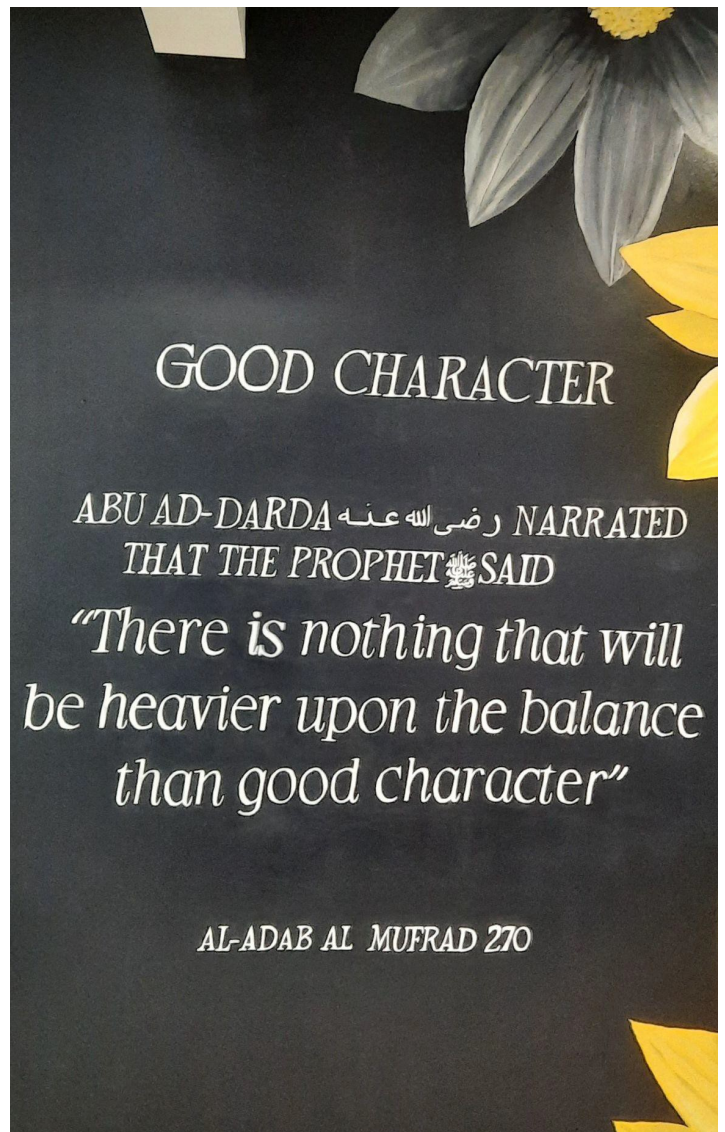 GOOD CHARACTER
ABU AD-DARDA رضى الله عنه NARRATED
THAT THE PROPHET ﷺ SAID
“There is nothing that will
be heavier upon the balance
than good character”
AL-ADAB AL MUFRAD 270